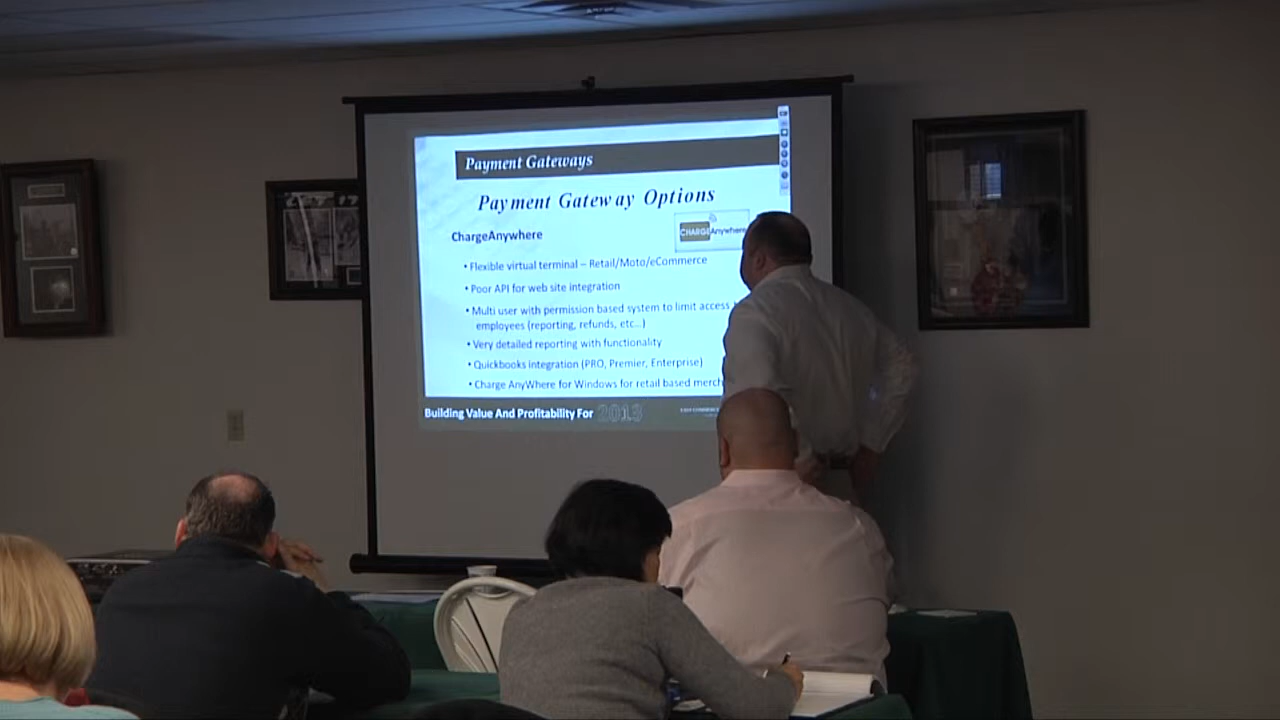 Payment Gateways
Payment Gateway Options
CHARGEAnywhere
ChargeAnywhere
• Flexible virtual terminal – Retail/Moto/eCommerce
• Poor API for web site integration
• Multi user with permission based system to limit access
employees (reporting, refunds, etc...)
• Very detailed reporting with functionality
• Quickbooks integration (PRO, Premier, Enterprise)
• Charge AnyWhere for Windows for retail based merch
Building Value And Profitability For 2013